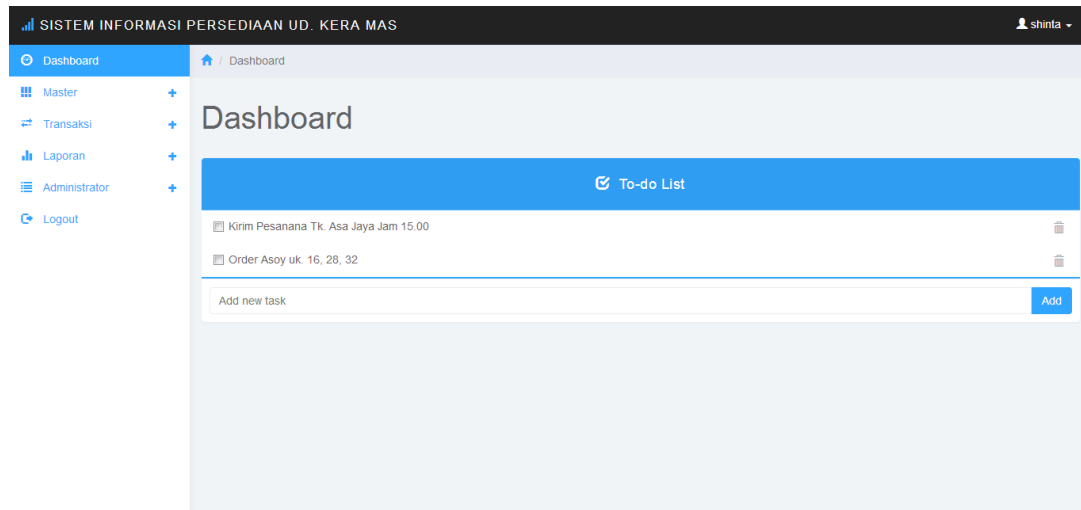 SISTEM INFORMASI PERSEDIAAN UD. KERA MAS
shinta
Dashboard
Master
Transaksi
Laporan
Administrator
Logout
/ Dashboard
Dashboard
To-do List
Kirim Pesanana Tk. Asa Jaya Jam 15.00
Order Asoy uk. 16, 28, 32
Add new task
Add